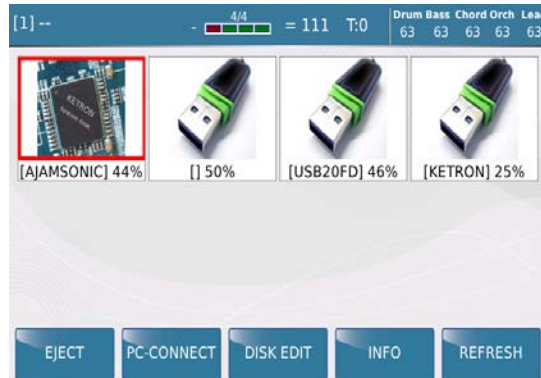 [1] -- - 4/4 = 111 T:0 Drum Bass Chord Orch Lea
63 63 63 63 63
KETRON
[AJAMSONIC] 44% [] 50% [USB20FD] 46% [KETRON] 25%
EJECT PC-CONNECT DISK EDIT INFO REFRESH